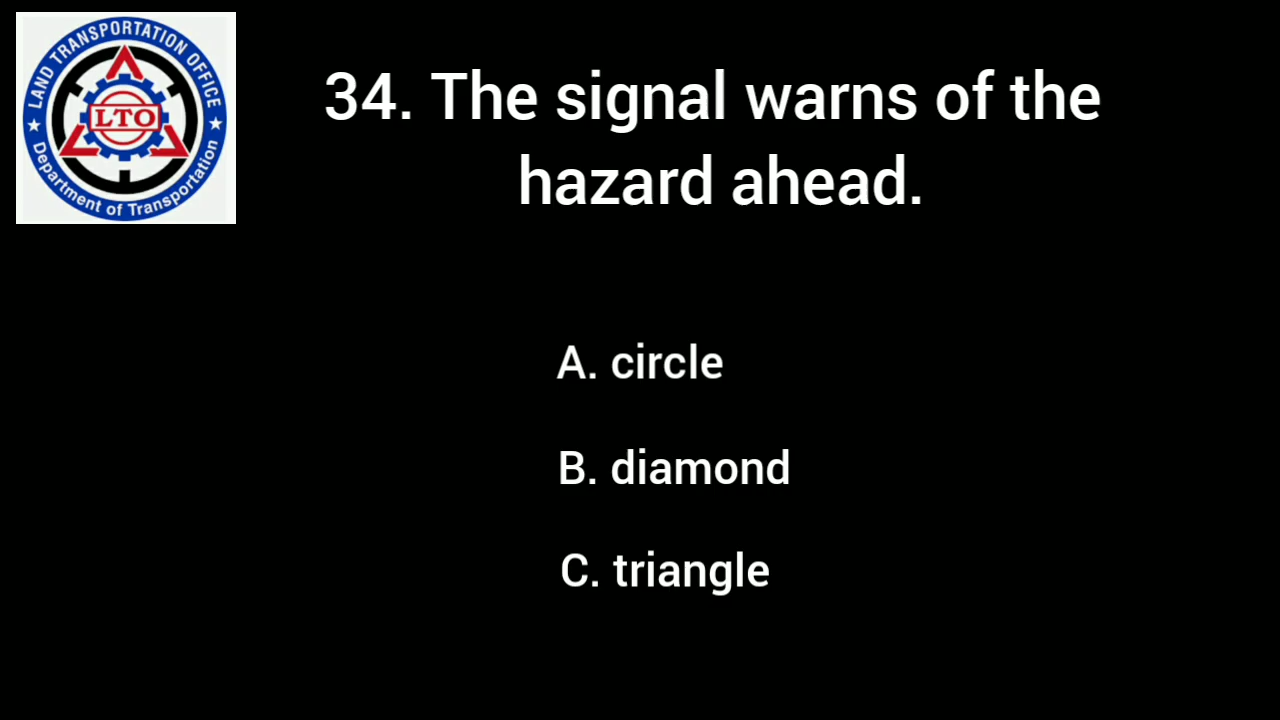 LAND TRANSPORTATION OFFICE
LTO
Department of Transportation
34. The signal warns of the
hazard ahead.
A. circle
B. diamond
C. triangle